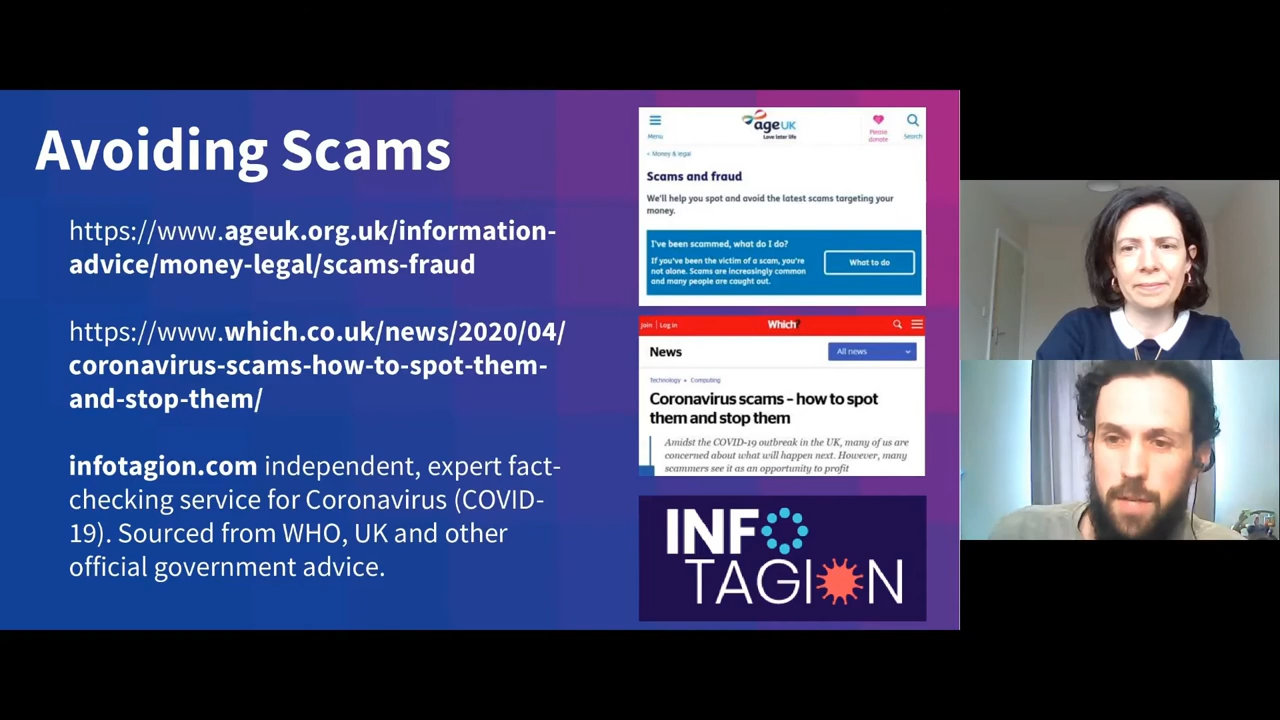 Avoiding Scams
https://www.ageuk.org.uk/information-
advice/money-legal/scams-fraud
https://www.which.co.uk/news/2020/04/
coronavirus-scams-how-to-spot-them-
and-stop-them/
infotagion.com independent, expert fact-
checking service for Coronavirus (COVID-
19). Sourced from WHO, UK and other
official government advice.
Menu
ageUK
Love later life
Please
donate
Search
< Money & legal
Scams and fraud
We'll help you spot and avoid the latest scams targeting your
money.
I've been scammed, what do I do?
If you've been the victim of a scam, you're
not alone. Scams are increasingly common
and many people are caught out.
What to do
Join | Log in
Which?
News
All news
Technology • Computing
Coronavirus scams – how to spot
them and stop them
Amidst the COVID-19 outbreak in the UK, many of us are
concerned about what will happen next. However, many
scammers see it as an opportunity to profit
INFO
TAGION